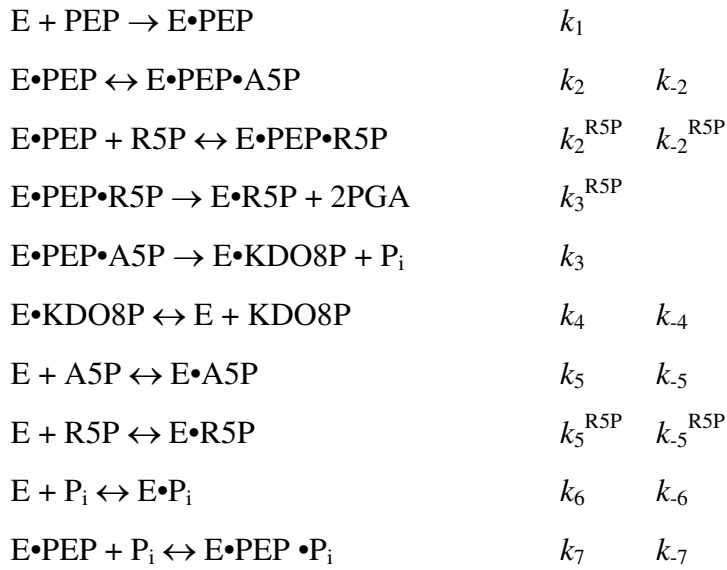 E + PEP → E•PEP k₁
E•PEP ↔ E•PEP•A5P k₂ k₋₂
E•PEP + R5P ↔ E•PEP•R5P k₂ᴿ⁵ᴾ k₋₂ᴿ⁵ᴾ
E•PEP•R5P → E•R5P + 2PGA k₃ᴿ⁵ᴾ
E•PEP•A5P → E•KDO8P + Pᵢ k₃
E•KDO8P ↔ E + KDO8P k₄ k₋₄
E + A5P ↔ E•A5P k₅ k₋₅
E + R5P ↔ E•R5P k₅ᴿ⁵ᴾ k₋₅ᴿ⁵ᴾ
E + Pᵢ ↔ E•Pᵢ k₆ k₋₆
E•PEP + Pᵢ ↔ E•PEP •Pᵢ k₇ k₋₇